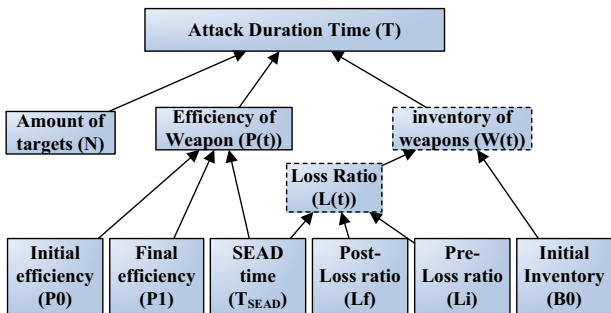 Attack Duration Time (T)
Amount of
targets (N)
Efficiency of
Weapon (P(t))
inventory of
weapons (W(t))
Loss Ratio
(L(t))
Initial
efficiency
(P0)
Final
efficiency
(P1)
SEAD
time
(TSEAD)
Post-
Loss ratio
(Lf)
Pre-
Loss ratio
(Li)
Initial
Inventory
(B0)